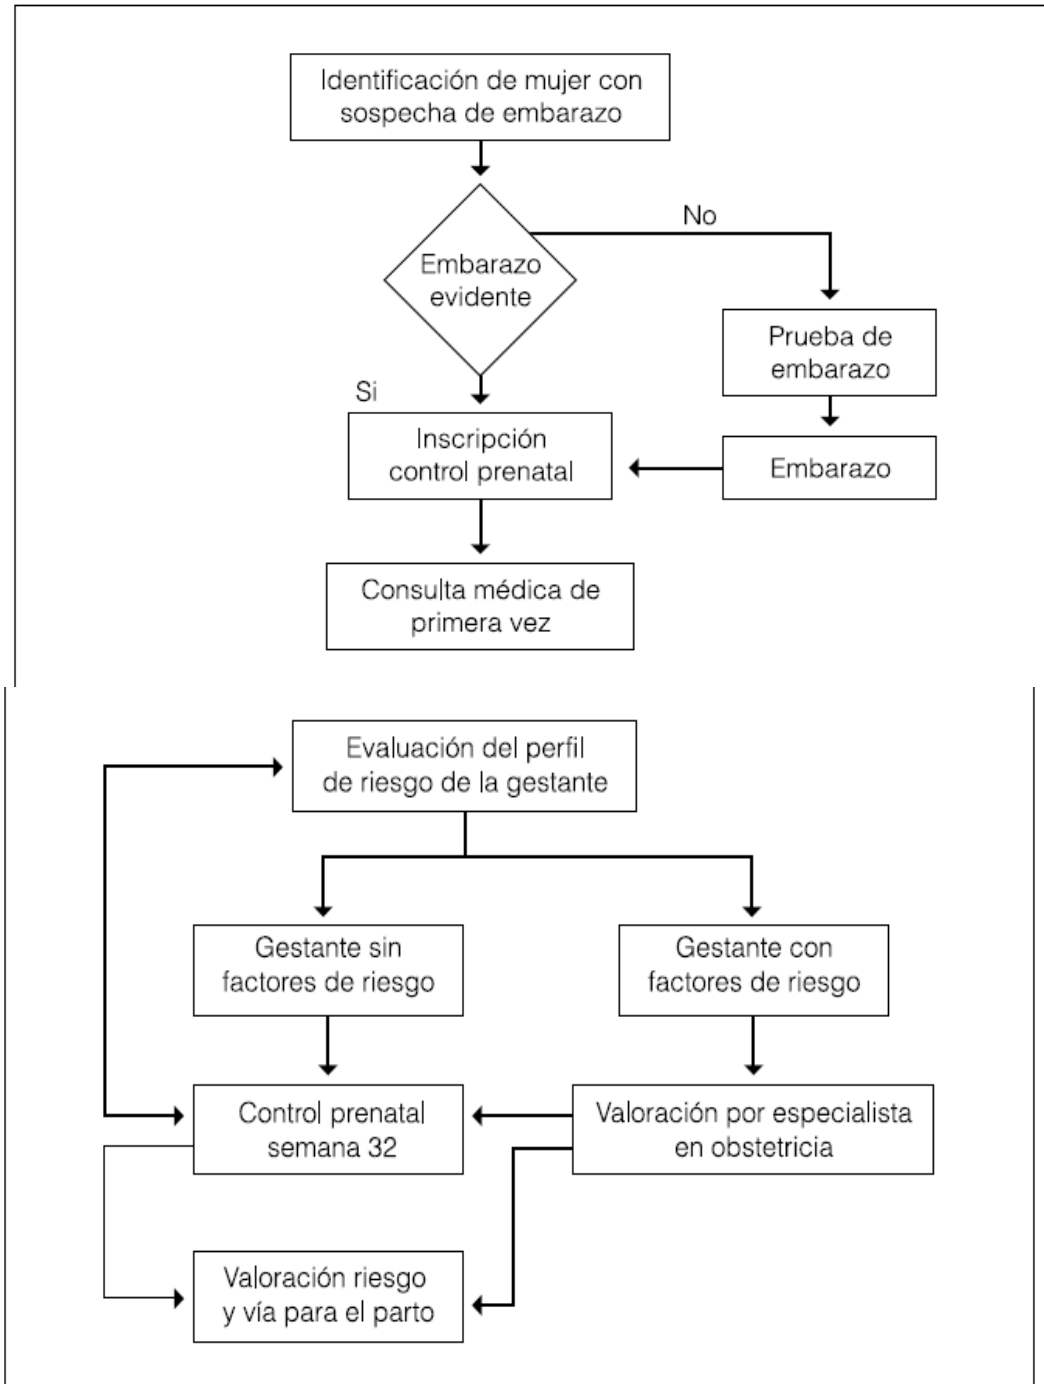 Identificación de mujer con
sospecha de embarazo
No
Embarazo
evidente
Prueba de
embarazo
Si
Inscripción
control prenatal
Embarazo
Consulta médica de
primera vez
Evaluación del perfil
de riesgo de la gestante
Gestante sin
factores de riesgo
Gestante con
factores de riesgo
Control prenatal
semana 32
Valoración por especialista
en obstetricia
Valoración riesgo
y vía para el parto